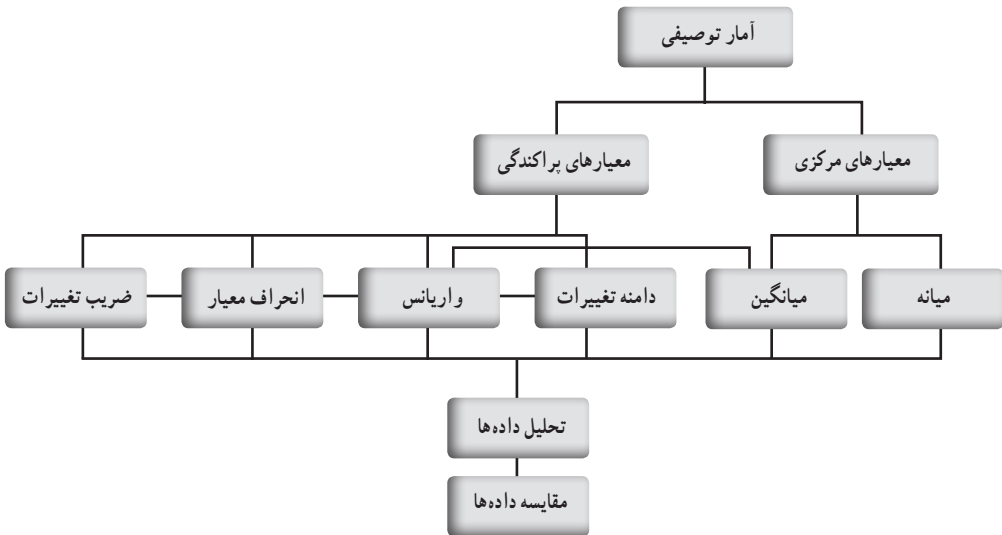 آمار توصیفی
معیارهای مرکزی
معیارهای پراکندگی
میانه
میانگین
دامنه تغییرات
واریانس
انحراف معیار
ضریب تغییرات
تحلیل داده‌ها
مقایسه داده‌ها